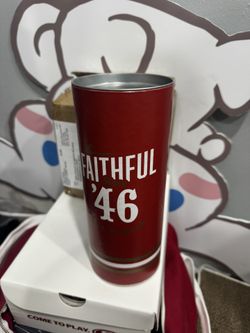 FAITHFUL
'46
COME TO PLAY.